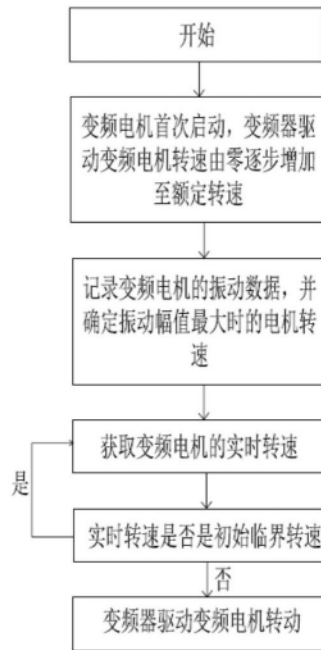 开始
变频电机首次启动，变频器驱
动变频电机转速由零逐步增加
至额定转速
记录变频电机的振动数据，并
确定振动幅值最大时的电机转
速
获取变频电机的实时转速
是
实时转速是否是初始临界转速
否
变频器驱动变频电机转动